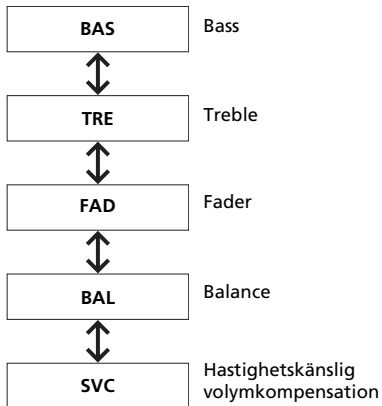 BAS Bass
TRE Treble
FAD Fader
BAL Balance
SVC Hastighetskänslig
volymkompensation